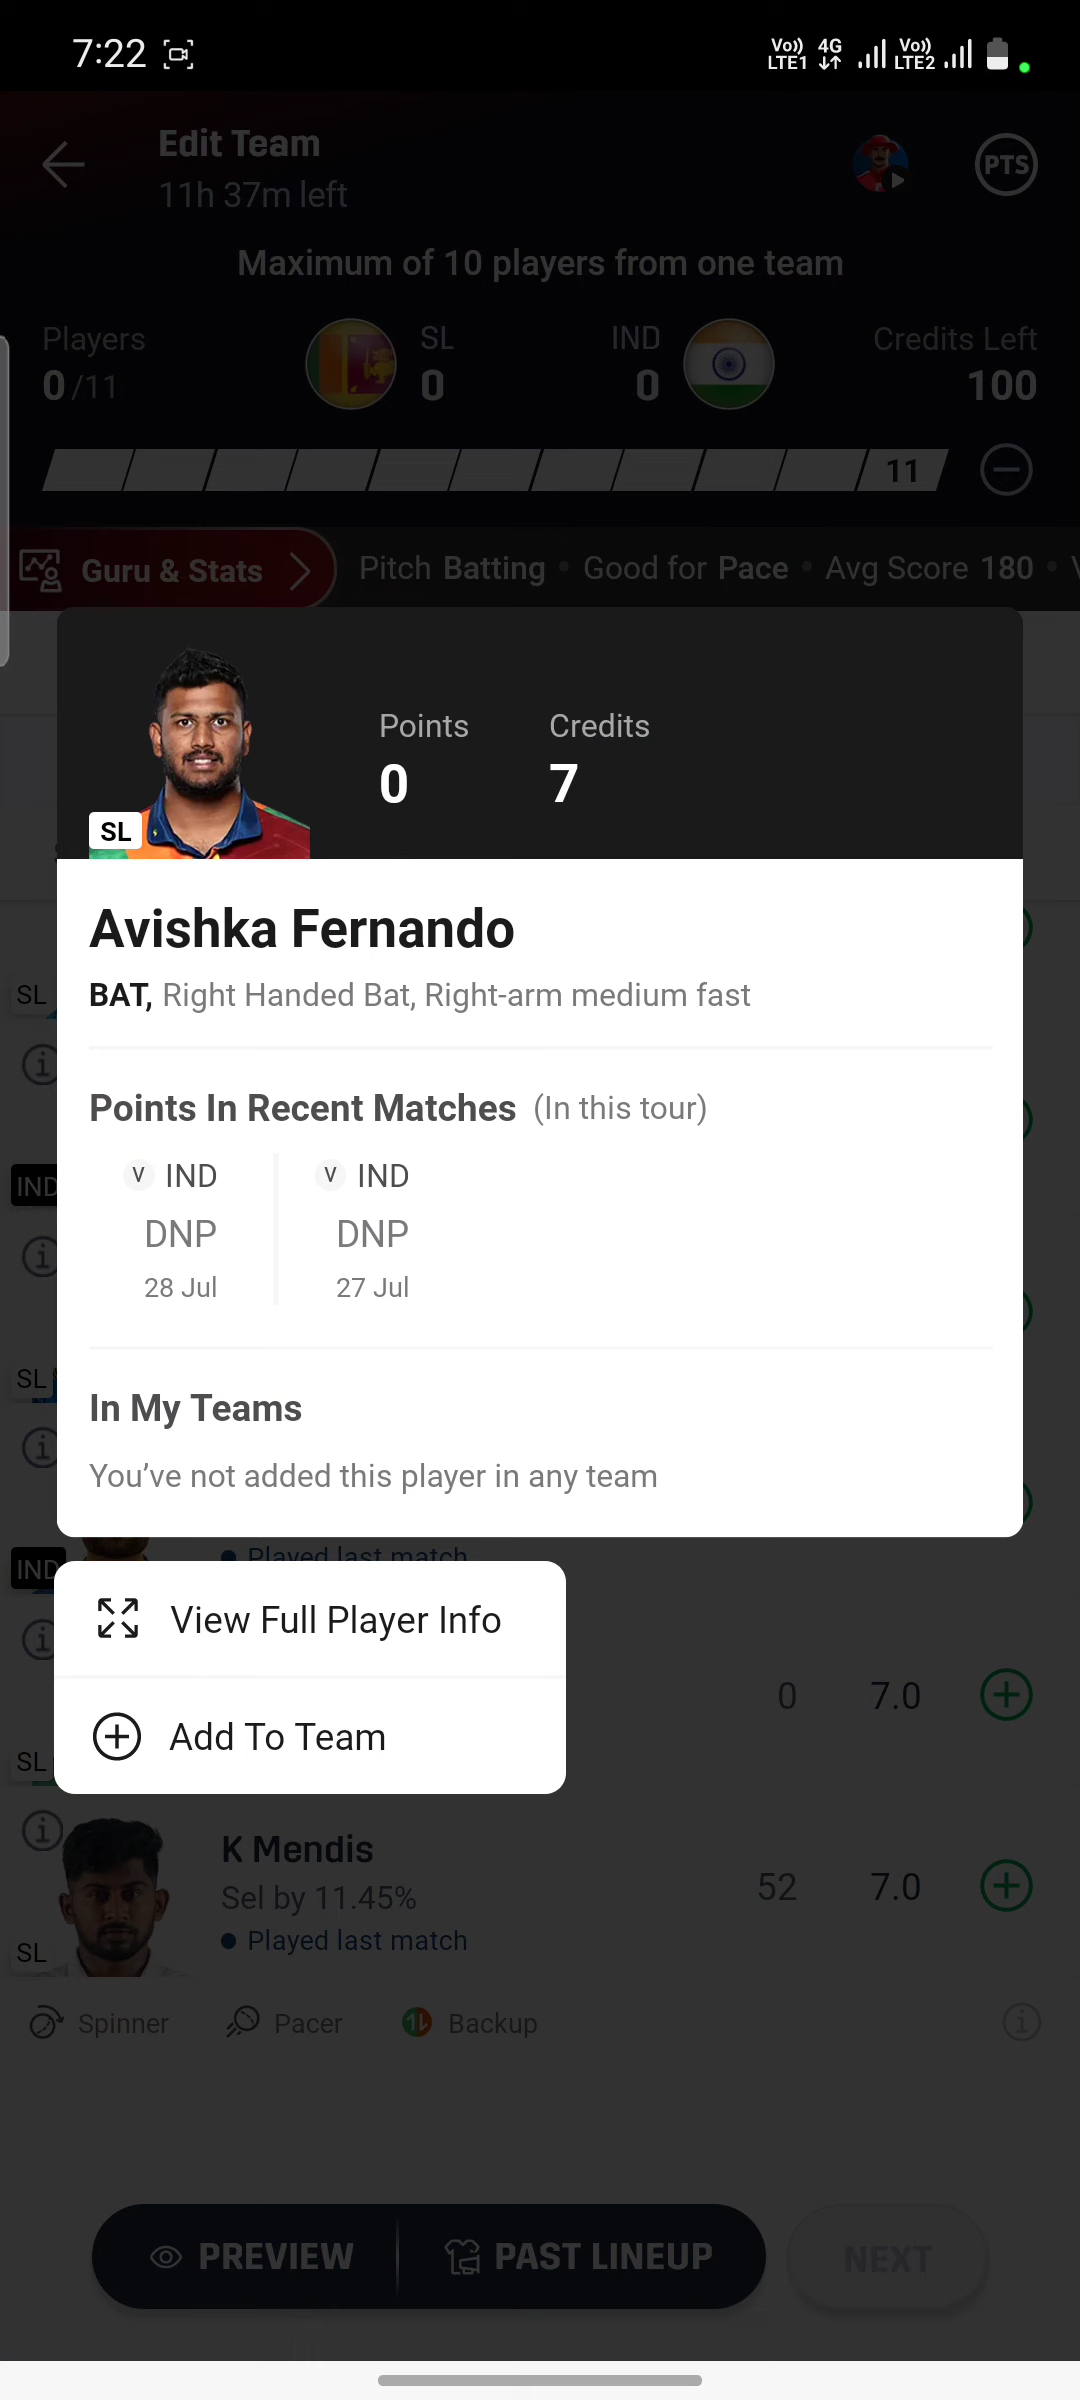 7:22
Vo)) LTE1 4G Vo)) LTE2
Edit Team
11h 37m left
PTS
Maximum of 10 players from one team
Players
0/11
SL
0
IND
0
Credits Left
100
11
Guru & Stats
Pitch Batting • Good for Pace • Avg Score 180 • V
Points
0
Credits
7
SL
Avishka Fernando
BAT, Right Handed Bat, Right-arm medium fast
Points In Recent Matches (In this tour)
V IND
DNP
28 Jul
V IND
DNP
27 Jul
In My Teams
You’ve not added this player in any team
SL
IND
SL
IND
Played last match
View Full Player Info
Add To Team
0 7.0
SL
K Mendis
Sel by 11.45%
Played last match
52 7.0
SL
Spinner
Pacer
Backup
PREVIEW
PAST LINEUP
NEXT